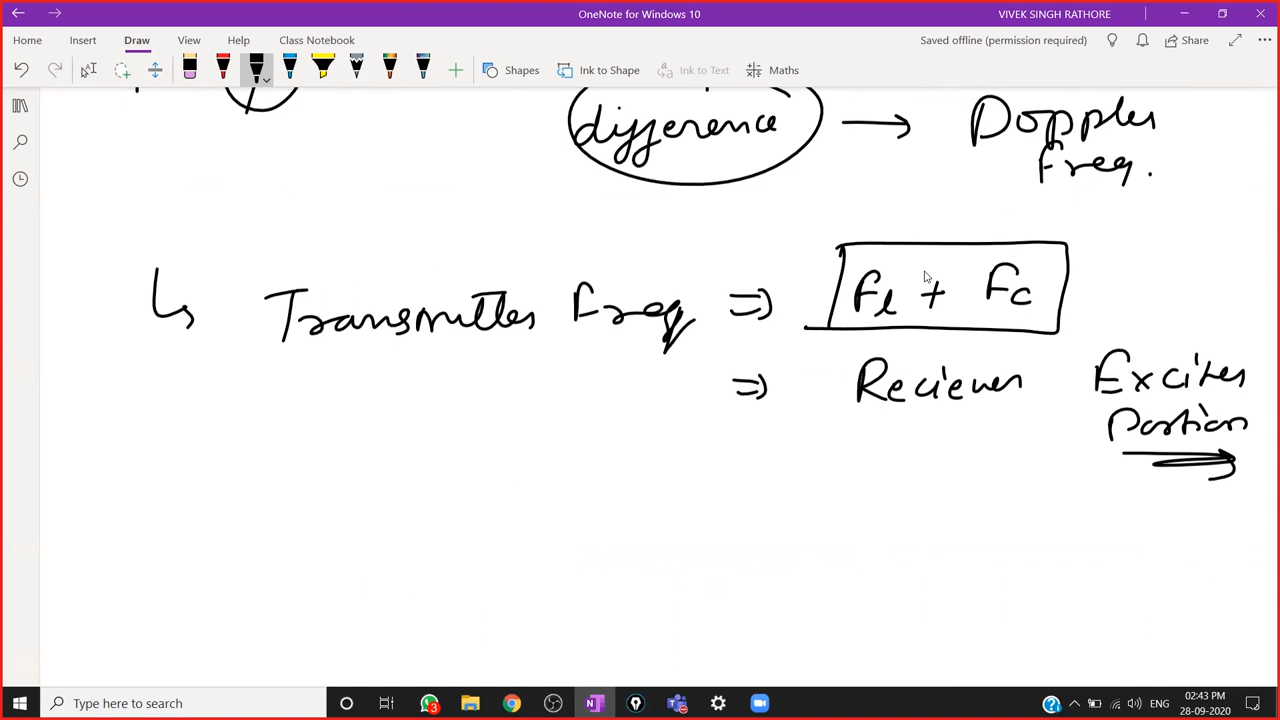 OneNote for Windows 10
VIVEK SINGH RATHORE
Home Insert Draw View Help Class Notebook
Saved offline (permission required)
Share
Shapes
Ink to Shape
Ink to Text
Maths
difference → Doppler
Freq.
↳ Transmitter Freq ⇒ Fl + Fc
⇒ Reciever Exciter
Portion
Type here to search
3
ENG
02:43 PM
28-09-2020